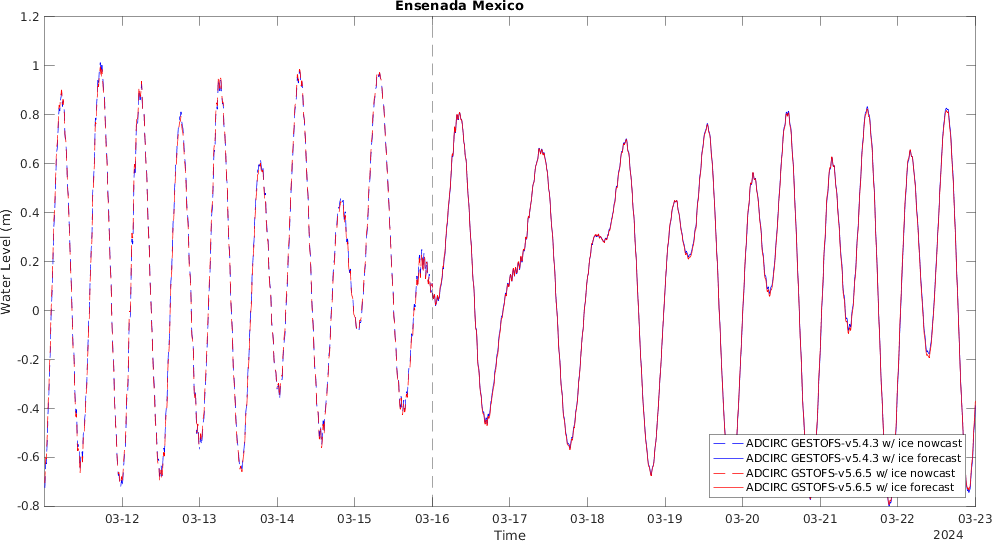 Ensenada Mexico
1.2
1
0.8
0.6
0.4
0.2
0
-0.2
-0.4
-0.6
-0.8
Water Level (m)
ADCIRC GESTOFS-v5.4.3 w/ ice nowcast
ADCIRC GESTOFS-v5.4.3 w/ ice forecast
ADCIRC GSTOFS-v5.6.5 w/ ice nowcast
ADCIRC GSTOFS-v5.6.5 w/ ice forecast
03-12 03-13 03-14 03-15 03-16 03-17 03-18 03-19 03-20 03-21 03-22 03-23
Time
2024